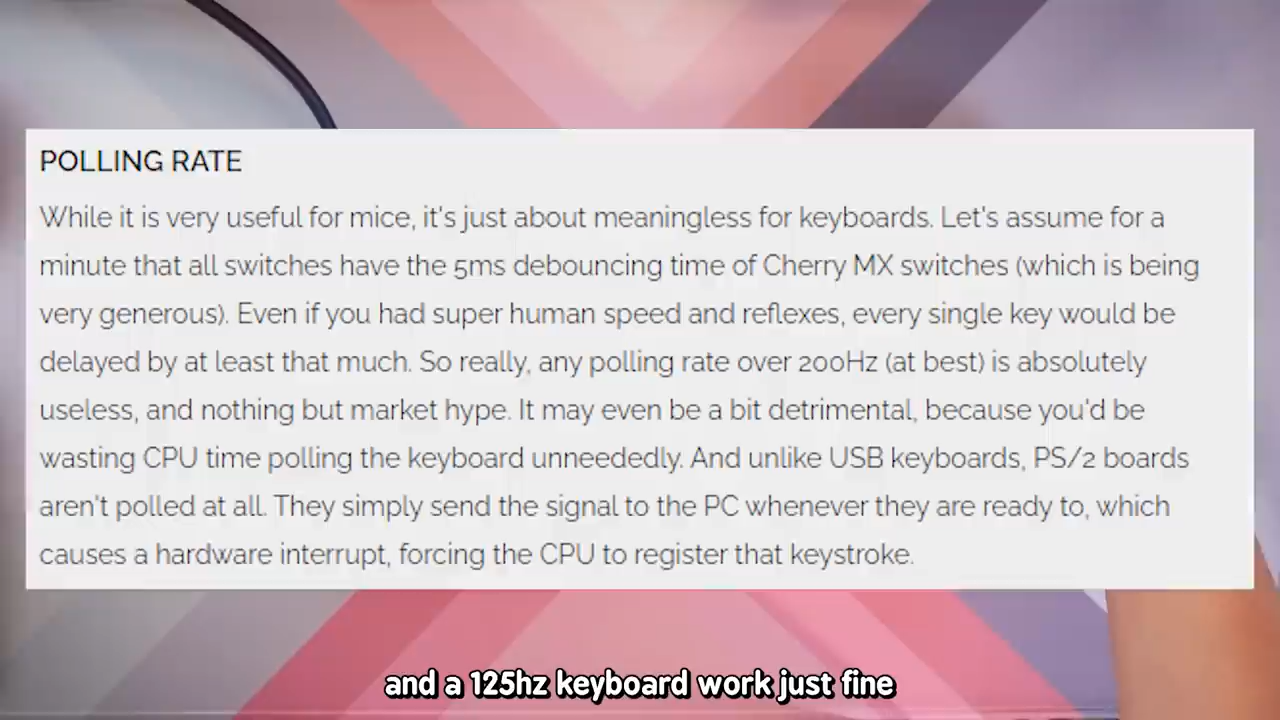 POLLING RATE
While it is very useful for mice, it's just about meaningless for keyboards. Let's assume for a
minute that all switches have the 5ms debouncing time of Cherry MX switches (which is being
very generous). Even if you had super human speed and reflexes, every single key would be
delayed by at least that much. So really, any polling rate over 200Hz (at best) is absolutely
useless, and nothing but market hype. It may even be a bit detrimental, because you'd be
wasting CPU time polling the keyboard unneededly. And unlike USB keyboards, PS/2 boards
aren't polled at all. They simply send the signal to the PC whenever they are ready to, which
causes a hardware interrupt, forcing the CPU to register that keystroke.
and a 125hz keyboard work just fine